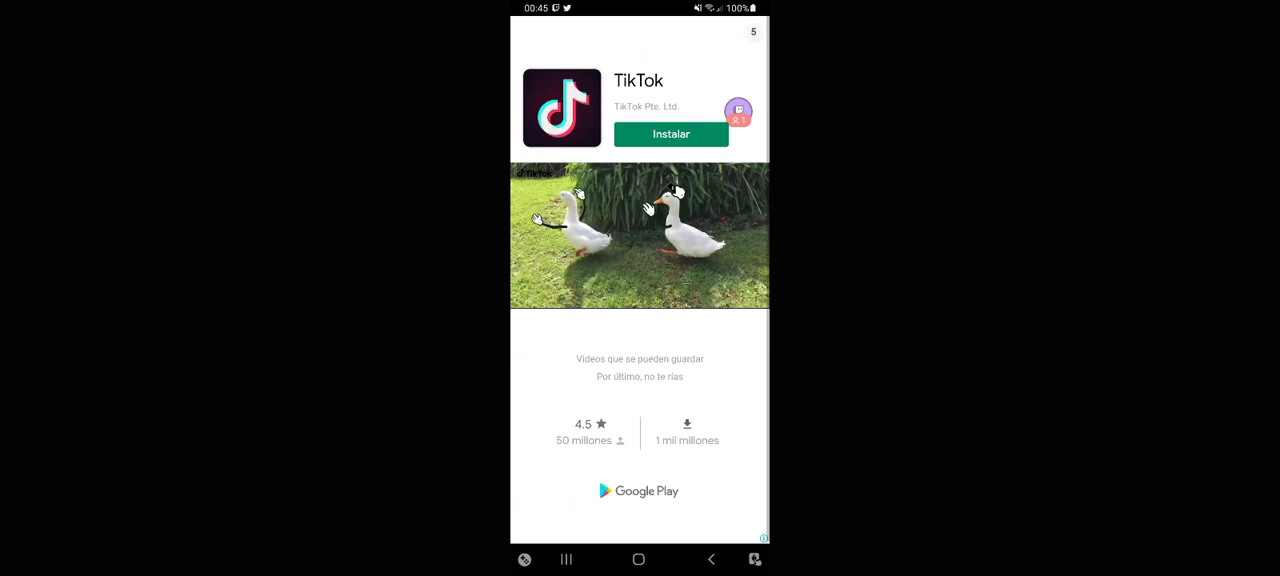 00:45
100%
5
TikTok
TikTok Pte. Ltd.
1
Instalar
TikTok
Videos que se pueden guardar
Por último, no te rías
4.5
50 millones
1 mil millones
Google Play